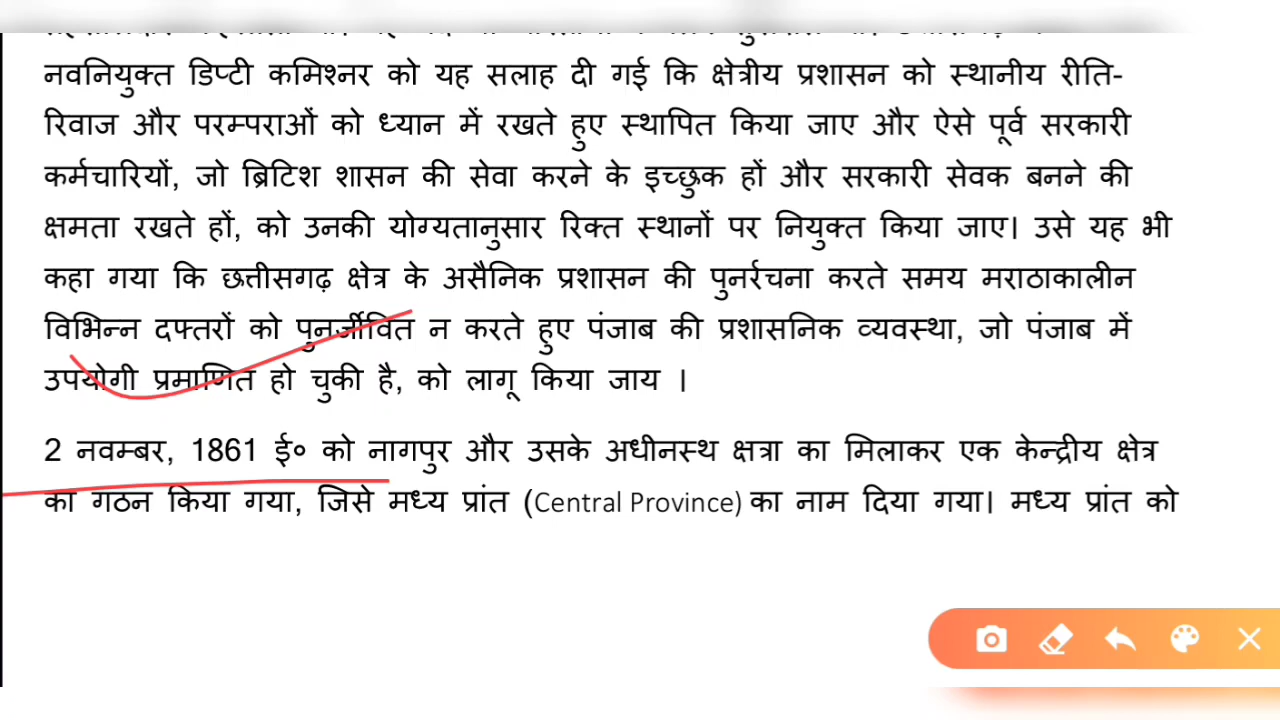 नवनियुक्त डिप्टी कमिश्नर को यह सलाह दी गई कि क्षेत्रीय प्रशासन को स्थानीय रीति-
रिवाज और परम्पराओं को ध्यान में रखते हुए स्थापित किया जाए और ऐसे पूर्व सरकारी
कर्मचारियों, जो ब्रिटिश शासन की सेवा करने के इच्छुक हों और सरकारी सेवक बनने की
क्षमता रखते हों, को उनकी योग्यतानुसार रिक्त स्थानों पर नियुक्त किया जाए। उसे यह भी
कहा गया कि छत्तीसगढ़ क्षेत्र के असैनिक प्रशासन की पुनर्रचना करते समय मराठाकालीन
विभिन्न दफ्तरों को पुनर्जीवित न करते हुए पंजाब की प्रशासनिक व्यवस्था, जो पंजाब में
उपयोगी प्रमाणित हो चुकी है, को लागू किया जाय ।
2 नवम्बर, 1861 ई० को नागपुर और उसके अधीनस्थ क्षत्रा का मिलाकर एक केन्द्रीय क्षेत्र
का गठन किया गया, जिसे मध्य प्रांत (Central Province) का नाम दिया गया। मध्य प्रांत को